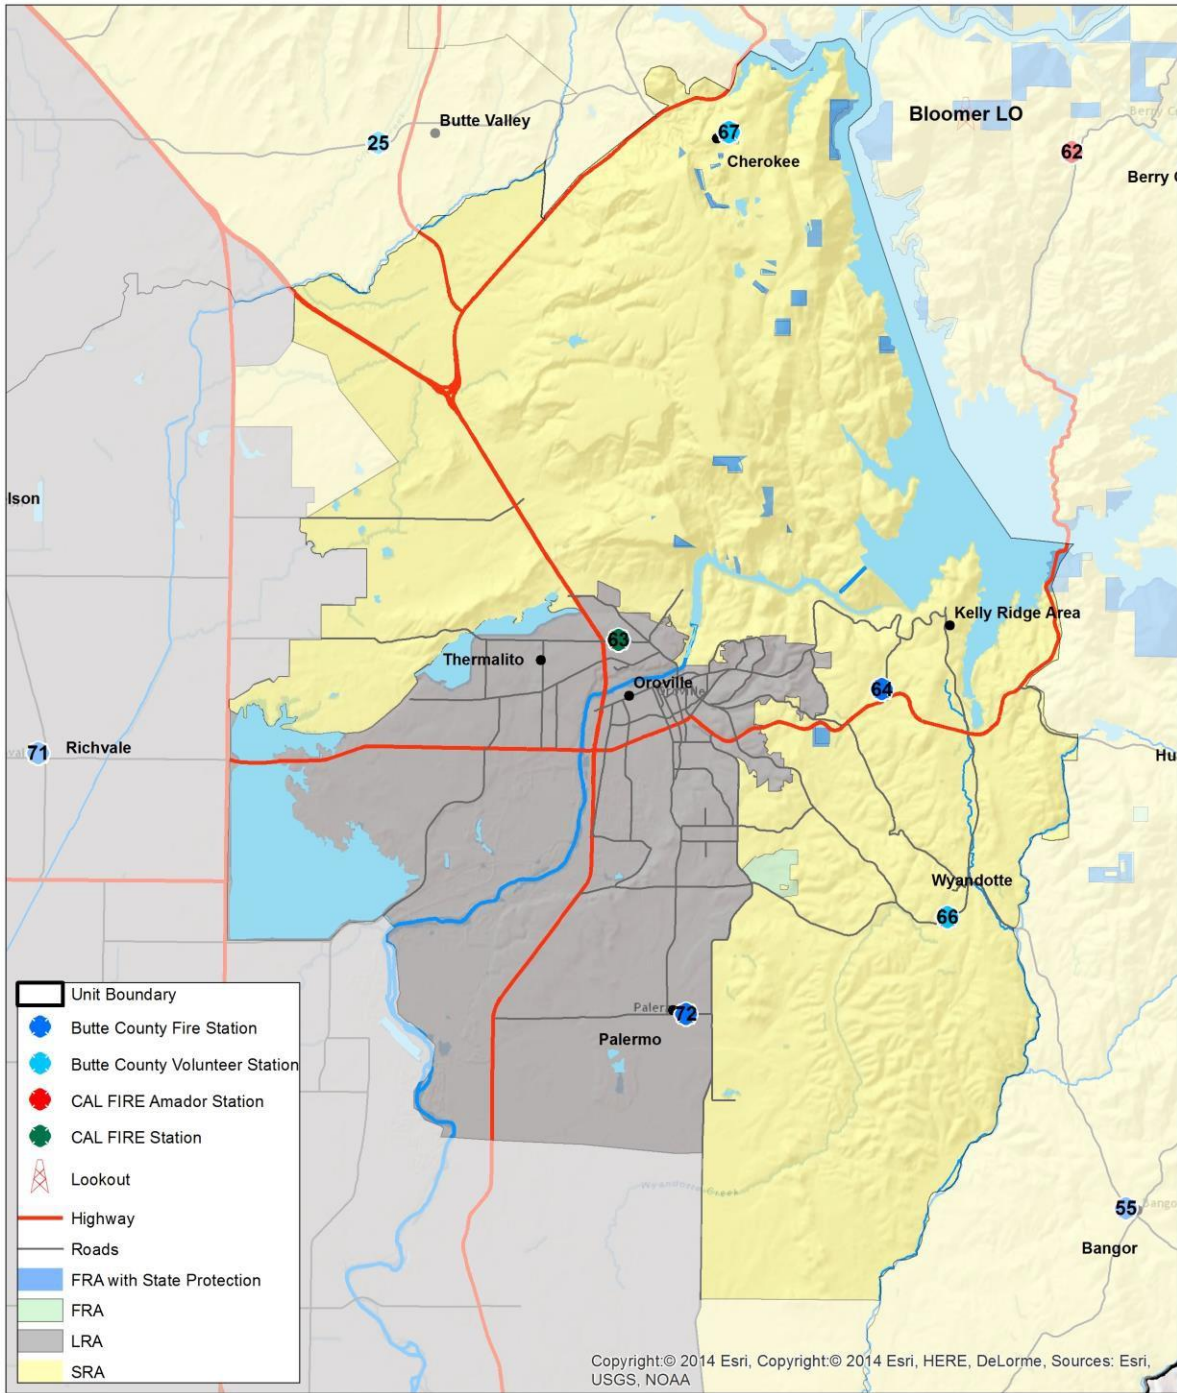 Butte Valley
25
67
Cherokee
Bloomer LO
62
Berry C
lson
Kelly Ridge Area
63
Thermalito
Oroville
64
71
Richvale
Hu
Wyandotte
66
Palermo
72
Wyandotte Creek
55
Bangor
Unit Boundary
Butte County Fire Station
Butte County Volunteer Station
CAL FIRE Amador Station
CAL FIRE Station
Lookout
Highway
Roads
FRA with State Protection
FRA
LRA
SRA
Copyright:© 2014 Esri, Copyright:© 2014 Esri, HERE, DeLorme, Sources: Esri,
USGS, NOAA